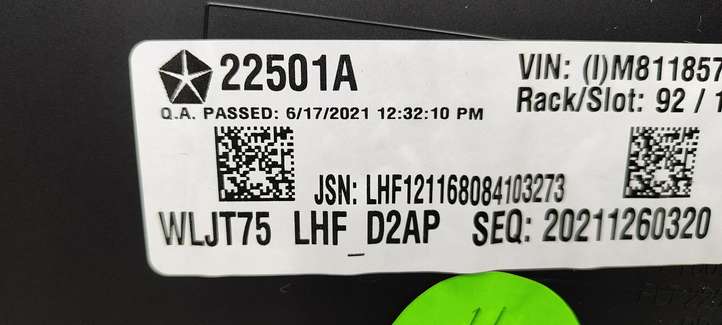 22501A
VIN: (I)M811857
Rack/Slot: 92 / 1
Q.A. PASSED: 6/17/2021 12:32:10 PM
JSN: LHF121168084103273
WLJT75 LHF_D2AP SEQ: 20211260320